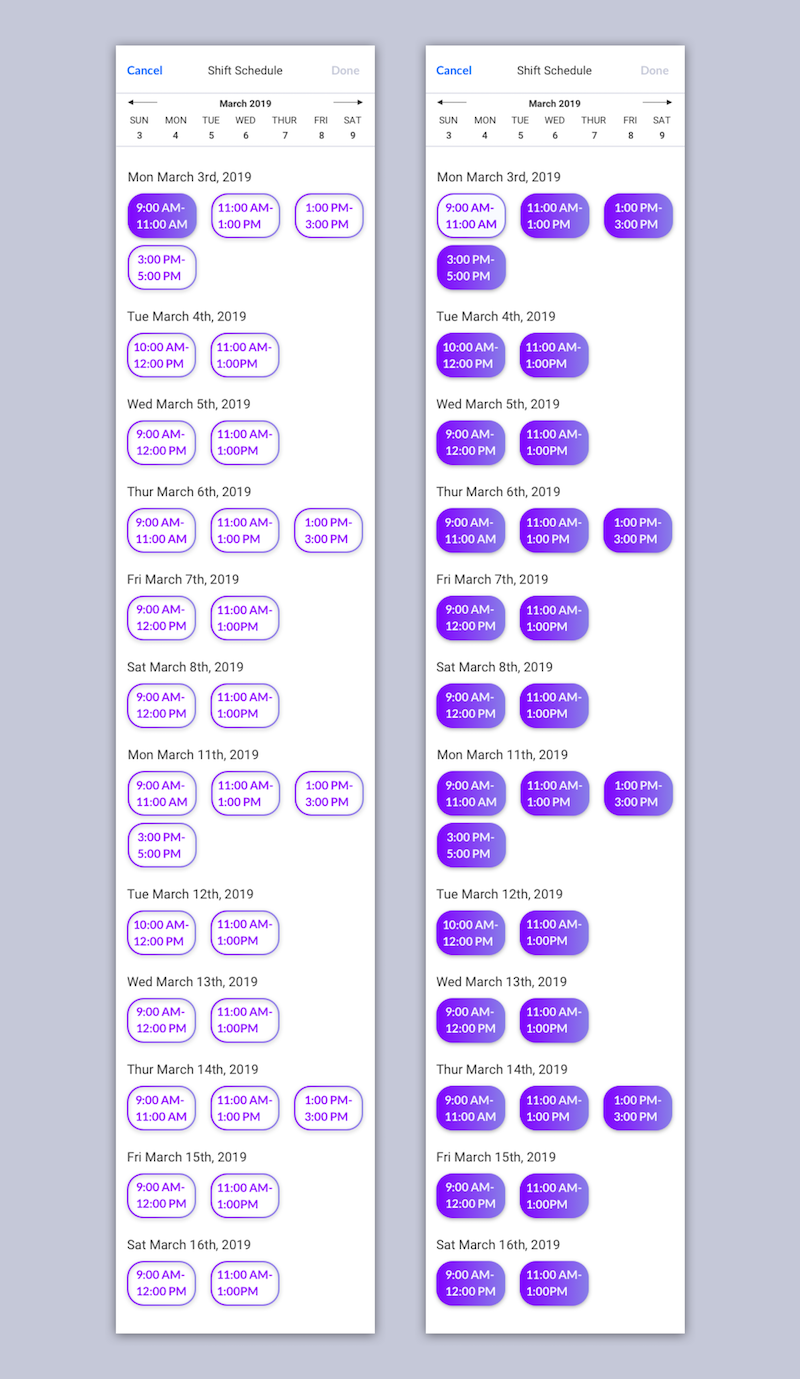 Cancel Shift Schedule Done
March 2019
SUN MON TUE WED THUR FRI SAT
3 4 5 6 7 8 9
Mon March 3rd, 2019
9:00 AM- 11:00 AM- 1:00 PM-
11:00 AM 1:00 PM 3:00 PM
3:00 PM-
5:00 PM
Tue March 4th, 2019
10:00 AM- 11:00 AM-
12:00 PM 1:00PM
Wed March 5th, 2019
9:00 AM- 11:00 AM-
12:00 PM 1:00PM
Thur March 6th, 2019
9:00 AM- 11:00 AM- 1:00 PM-
11:00 AM 1:00 PM 3:00 PM
Fri March 7th, 2019
9:00 AM- 11:00 AM-
12:00 PM 1:00PM
Sat March 8th, 2019
9:00 AM- 11:00 AM-
12:00 PM 1:00PM
Mon March 11th, 2019
9:00 AM- 11:00 AM- 1:00 PM-
11:00 AM 1:00 PM 3:00 PM
3:00 PM-
5:00 PM
Tue March 12th, 2019
10:00 AM- 11:00 AM-
12:00 PM 1:00PM
Wed March 13th, 2019
9:00 AM- 11:00 AM-
12:00 PM 1:00PM
Thur March 14th, 2019
9:00 AM- 11:00 AM- 1:00 PM-
11:00 AM 1:00 PM 3:00 PM
Fri March 15th, 2019
9:00 AM- 11:00 AM-
12:00 PM 1:00PM
Sat March 16th, 2019
9:00 AM- 11:00 AM-
12:00 PM 1:00PM
Cancel Shift Schedule Done
March 2019
SUN MON TUE WED THUR FRI SAT
3 4 5 6 7 8 9
Mon March 3rd, 2019
9:00 AM- 11:00 AM- 1:00 PM-
11:00 AM 1:00 PM 3:00 PM
3:00 PM-
5:00 PM
Tue March 4th, 2019
10:00 AM- 11:00 AM-
12:00 PM 1:00PM
Wed March 5th, 2019
9:00 AM- 11:00 AM-
12:00 PM 1:00PM
Thur March 6th, 2019
9:00 AM- 11:00 AM- 1:00 PM-
11:00 AM 1:00 PM 3:00 PM
Fri March 7th, 2019
9:00 AM- 11:00 AM-
12:00 PM 1:00PM
Sat March 8th, 2019
9:00 AM- 11:00 AM-
12:00 PM 1:00PM
Mon March 11th, 2019
9:00 AM- 11:00 AM- 1:00 PM-
11:00 AM 1:00 PM 3:00 PM
3:00 PM-
5:00 PM
Tue March 12th, 2019
10:00 AM- 11:00 AM-
12:00 PM 1:00PM
Wed March 13th, 2019
9:00 AM- 11:00 AM-
12:00 PM 1:00PM
Thur March 14th, 2019
9:00 AM- 11:00 AM- 1:00 PM-
11:00 AM 1:00 PM 3:00 PM
Fri March 15th, 2019
9:00 AM- 11:00 AM-
12:00 PM 1:00PM
Sat March 16th, 2019
9:00 AM- 11:00 AM-
12:00 PM 1:00PM